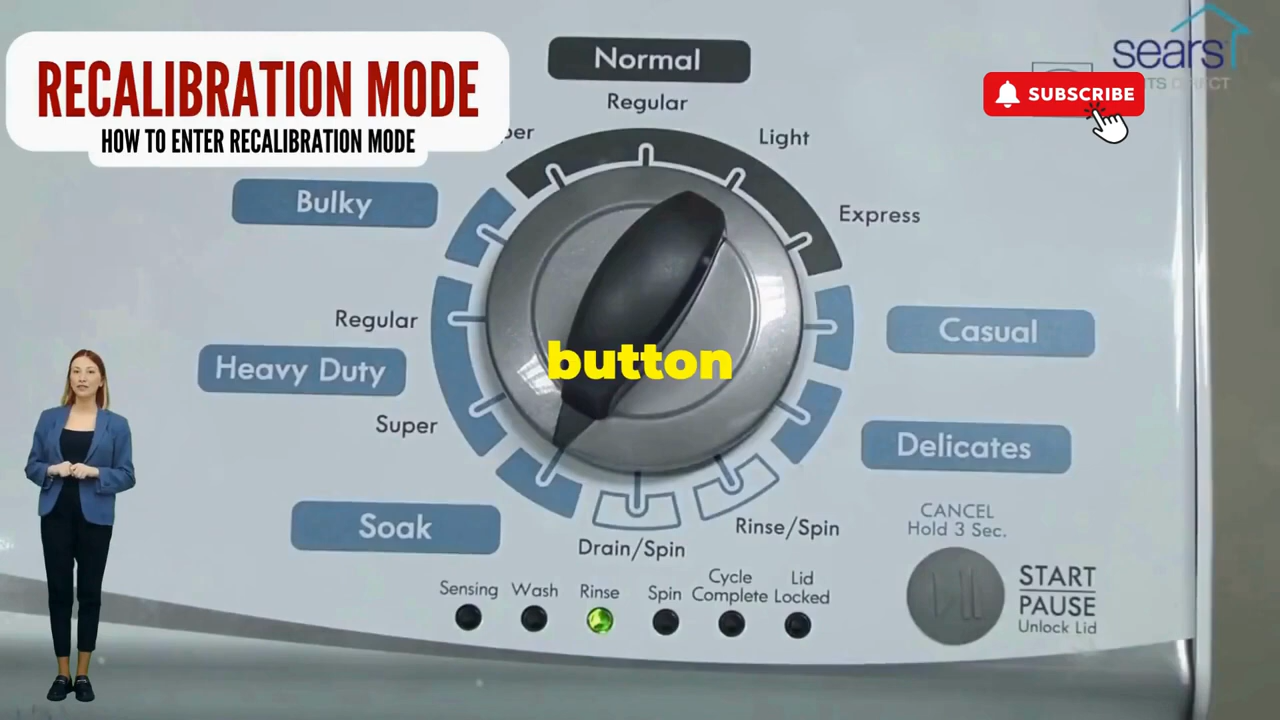 RECALIBRATION MODE
HOW TO ENTER RECALIBRATION MODE
sears
DIRECT
SUBSCRIBE
Normal
Regular
Light
Express
Bulky
Regular
Heavy Duty
Super
Casual
button
Delicates
Soak
Rinse/Spin
Drain/Spin
CANCEL
Hold 3 Sec.
Sensing
Wash
Rinse
Spin
Cycle
Complete
Lid
Locked
START
PAUSE
Unlock Lid